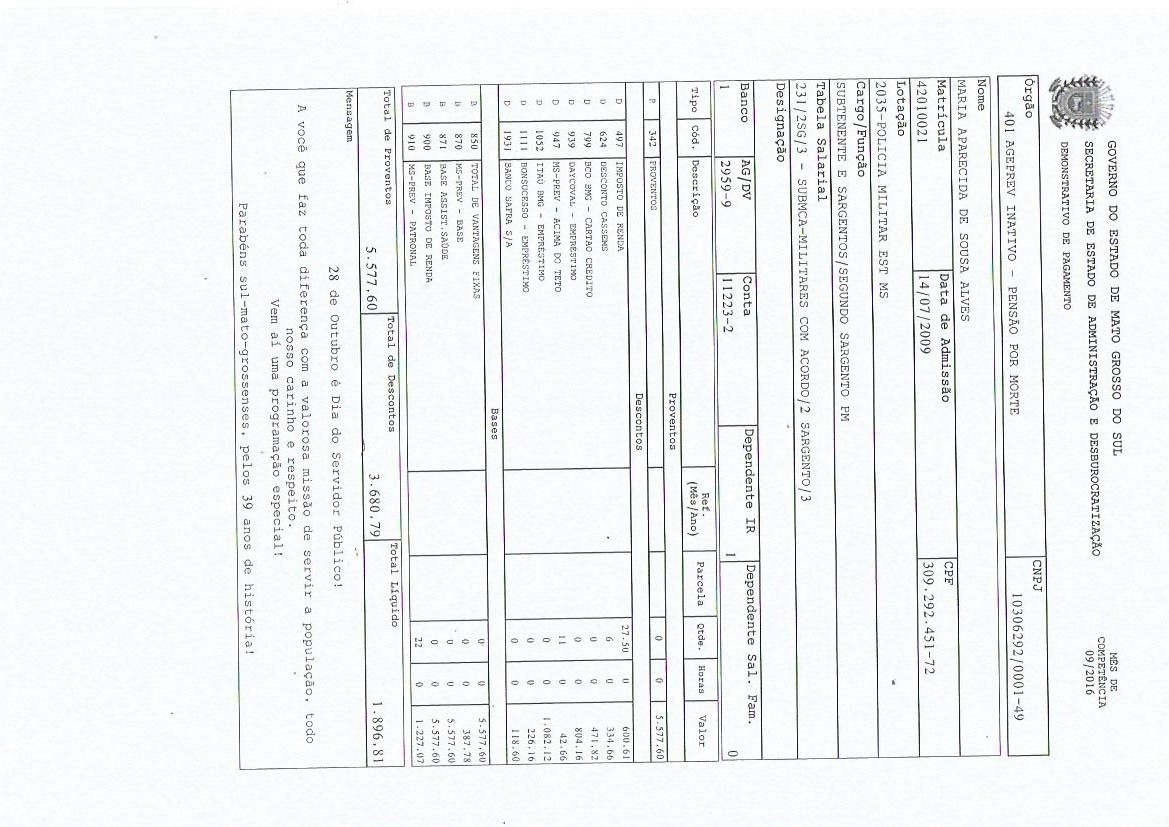 GOVERNO DO ESTADO DE MATO GROSSO DO SUL
SECRETARIA DE ESTADO DE ADMINISTRAÇÃO E DESBUROCRATIZAÇÃO
DEMONSTRATIVO DE PAGAMENTO
MÊS DE
COMPETÊNCIA
09/2016
Órgão CNPJ
401 AGEPREV INATIVO - PENSÃO POR MORTE 10306292/0001-49
Nome
MARIA APARECIDA DE SOUSA ALVES
Matrícula Data de Admissão CPF
42010021 14/07/2009 309.292.451-72
Lotação
2035-POLICIA MILITAR EST MS
Cargo/Função
SUBTENENTE E SARGENTOS/SEGUNDO SARGENTO PM
Tabela Salarial
231/2SG/3 - SUBMCA-MILITARES COM ACORDO/2 SARGENTO/3
Designação
Banco AG/DV Conta Dependente IR Dependente Sal. Fam.
1 2959-9 11223-2 1 0
Tipo Cód. Descrição Ref. (Mês/Ano) Parcela Qtde. Horas Valor
Proventos
P 342 PROVENTOS 0 0 5.577,60
Descontos
D 497 IMPOSTO DE RENDA 27.50 0 600,61
D 624 DESCONTO CASSEMS 6 0 334,66
D 799 BCO BMG - CARTAO CREDITO 0 0 471,82
D 939 DAYCOVAL - EMPRESTIMO 0 0 804,16
D 947 MS-PREV - ACIMA DO TETO 11 0 42,66
D 1052 ITAÚ BMG - EMPRÉSTIMO 0 0 1.082,12
D 1111 BONSUCESSO - EMPRÉSTIMO 0 0 226,16
D 1931 BANCO SAFRA S/A 0 0 118,60
Bases
B 850 TOTAL DE VANTAGENS FIXAS 0 0 5.577,60
B 870 MS-PREV - BASE 0 0 387,78
B 871 BASE ASSIST.SAÚDE 0 0 5.577,60
B 900 BASE IMPOSTO DE RENDA 0 0 5.577,60
B 910 MS-PREV - PATRONAL 22 0 1.227,07
Total de Proventos Total de Descontos Total Líquido
5.577,60 3.680,79 1.896,81
Mensagem
28 de Outubro é Dia do Servidor Público!
A você que faz toda diferença com a valorosa missão de servir a população, todo
nosso carinho e respeito.
Vem aí uma programação especial!
Parabéns sul-mato-grossenses, pelos 39 anos de história!